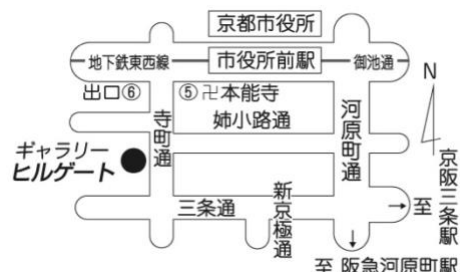 京都市役所
地下鉄東西線
市役所前駅
御池通
出口⑥
⑤卍本能寺
N
姉小路通
寺町通
河原町通
ギャラリー
ヒルゲート
三条通
新京極通
→至
京阪三条駅
↓
至 阪急河原町駅